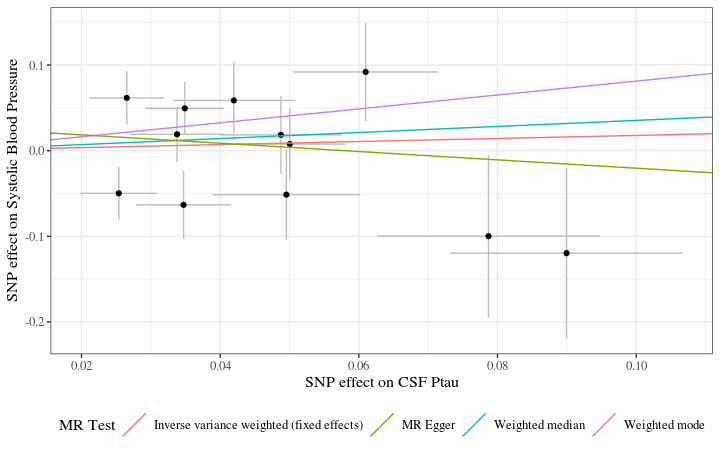 SNP effect on Systolic Blood Pressure
0.1
0.0
-0.1
-0.2
0.02 0.04 0.06 0.08 0.10
SNP effect on CSF Ptau
MR Test Inverse variance weighted (fixed effects) MR Egger Weighted median Weighted mode